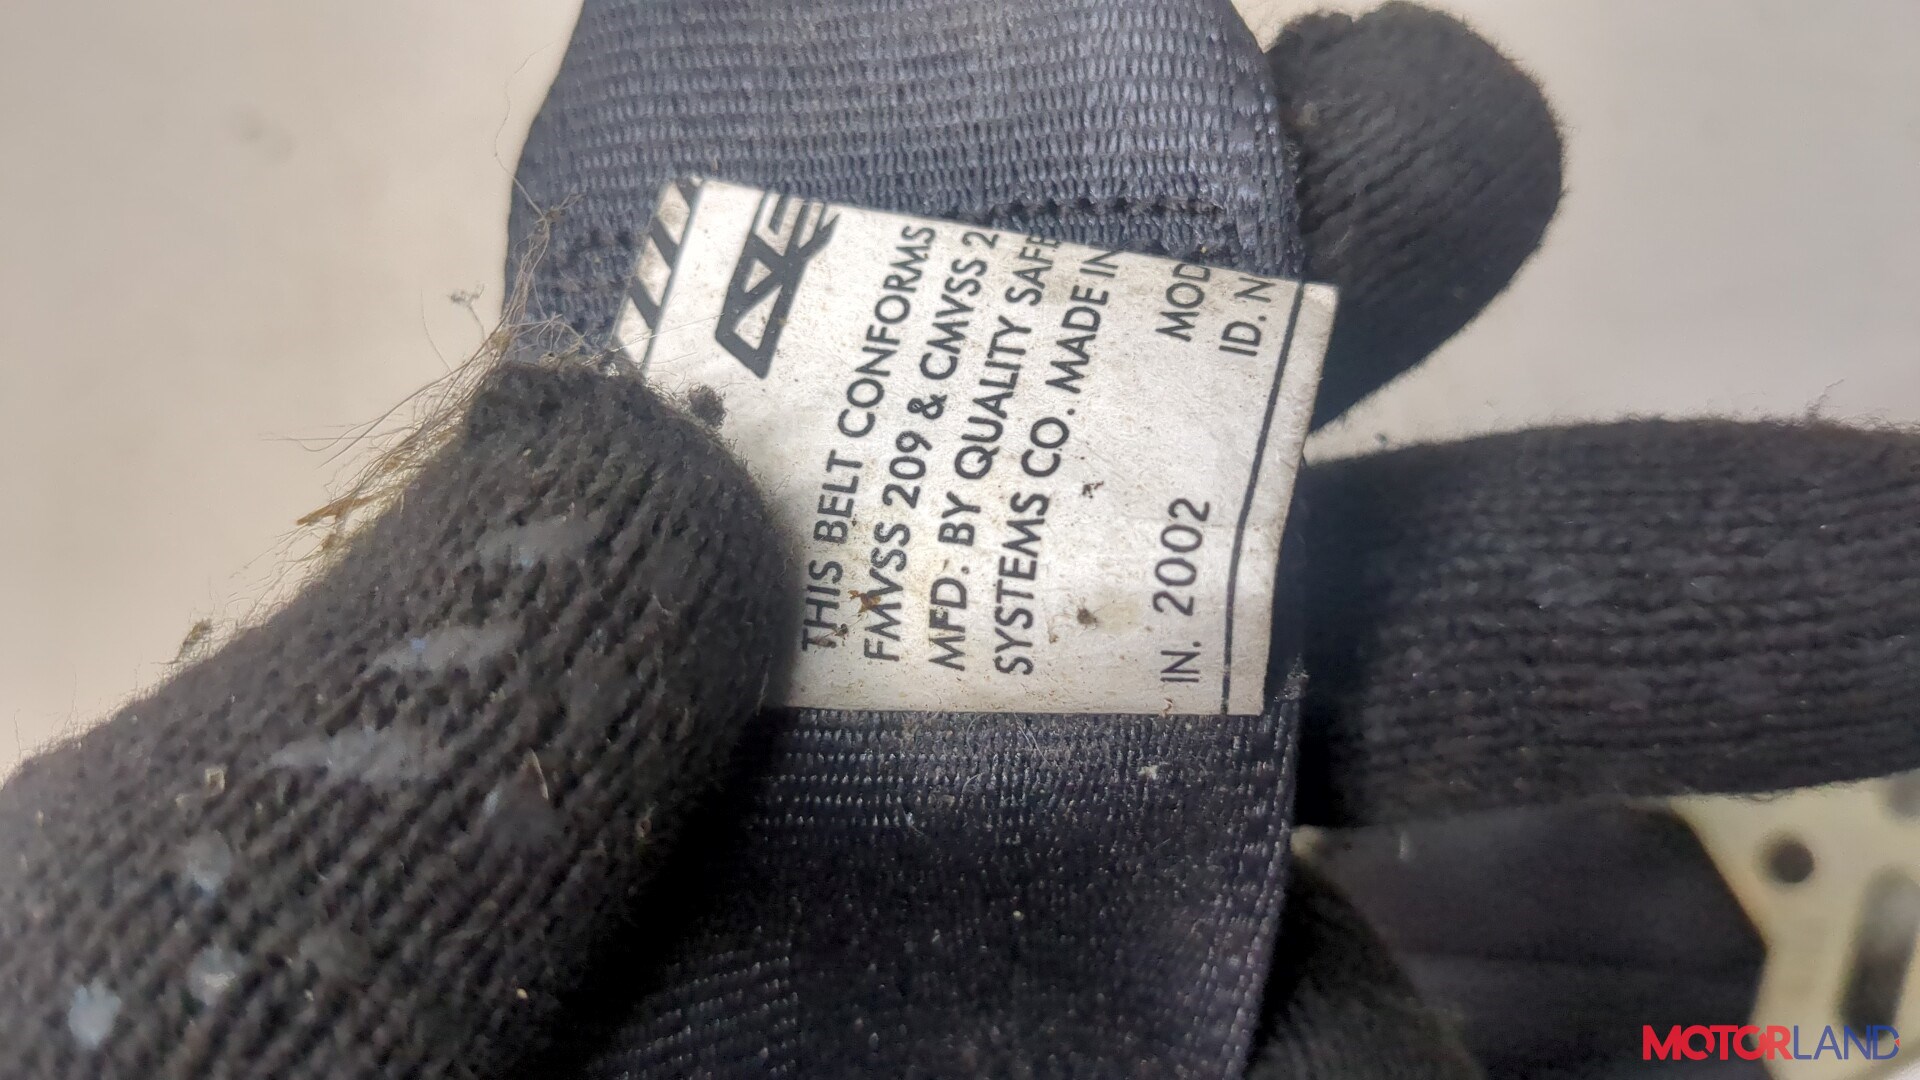 THIS BELT CONFORMS
FMVSS 209 & CMVSS 2
MFD. BY QUALITY SAFE
SYSTEMS CO. MADE IN
IN. 2002 MOD
ID. N
MOTORLAND